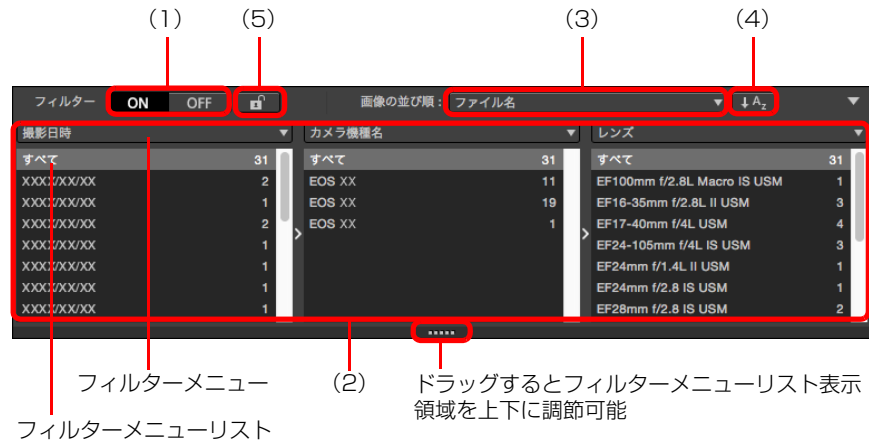 (1)
(5)
(3)
(4)
フィルター ON OFF 画像の並び順: ファイル名 ↓AZ
撮影日時 カメラ機種名 レンズ
すべて 31 すべて 31 すべて 31
XXXX/XX/XX 2 EOS XX 11 EF100mm f/2.8L Macro IS USM 1
XXXX/XX/XX 1 EOS XX 19 EF16-35mm f/2.8L II USM 3
XXXX/XX/XX 2 EOS XX 1 EF17-40mm f/4L USM 4
XXXX/XX/XX 1 EF24-105mm f/4L IS USM 3
XXXX/XX/XX 1 EF24mm f/1.4L II USM 1
XXXX/XX/XX 1 EF24mm f/2.8 IS USM 1
XXXX/XX/XX 1 EF28mm f/2.8 IS USM 2
フィルターメニュー
(2)
ドラッグするとフィルターメニューリスト表示
領域を上下に調節可能
フィルターメニューリスト